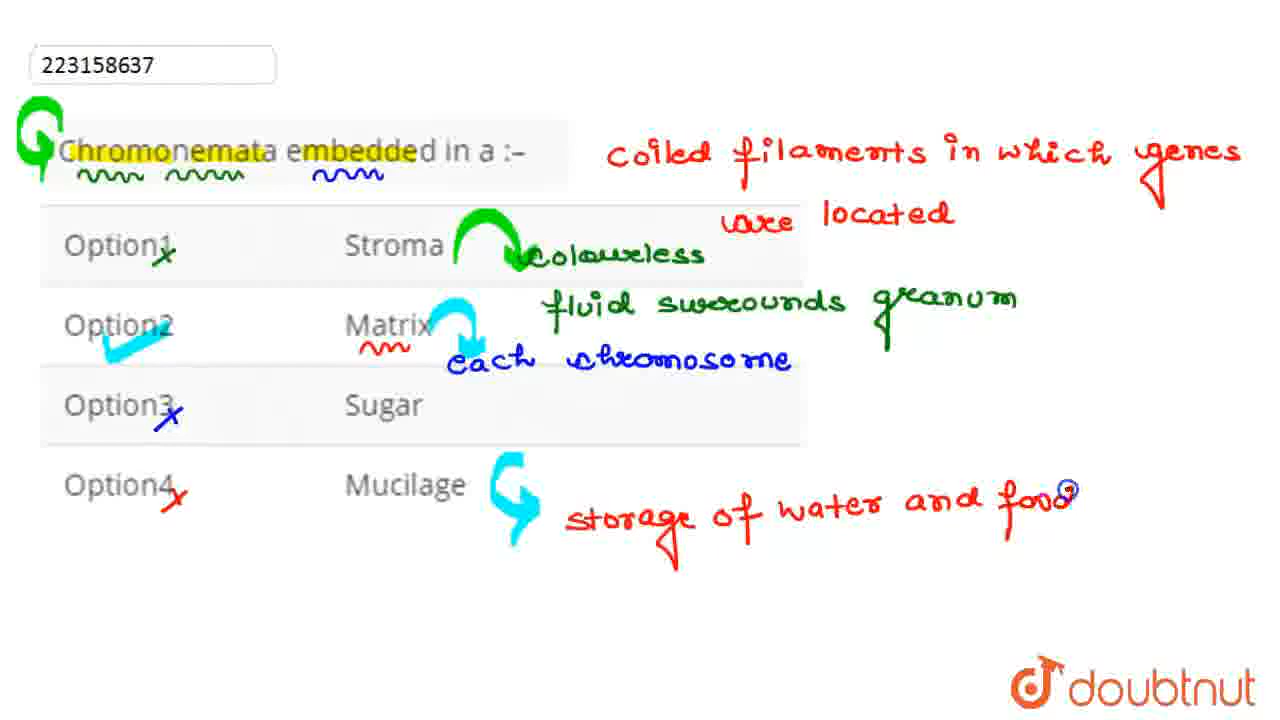 223158637
Chromonemata embedded in a :-
coiled filaments in which genes
are located
Option1 Stroma
colourless
fluid surrounds granum
Option2 Matrix
each chromosome
Option3 Sugar
Option4 Mucilage
storage of water and food
doubtnut